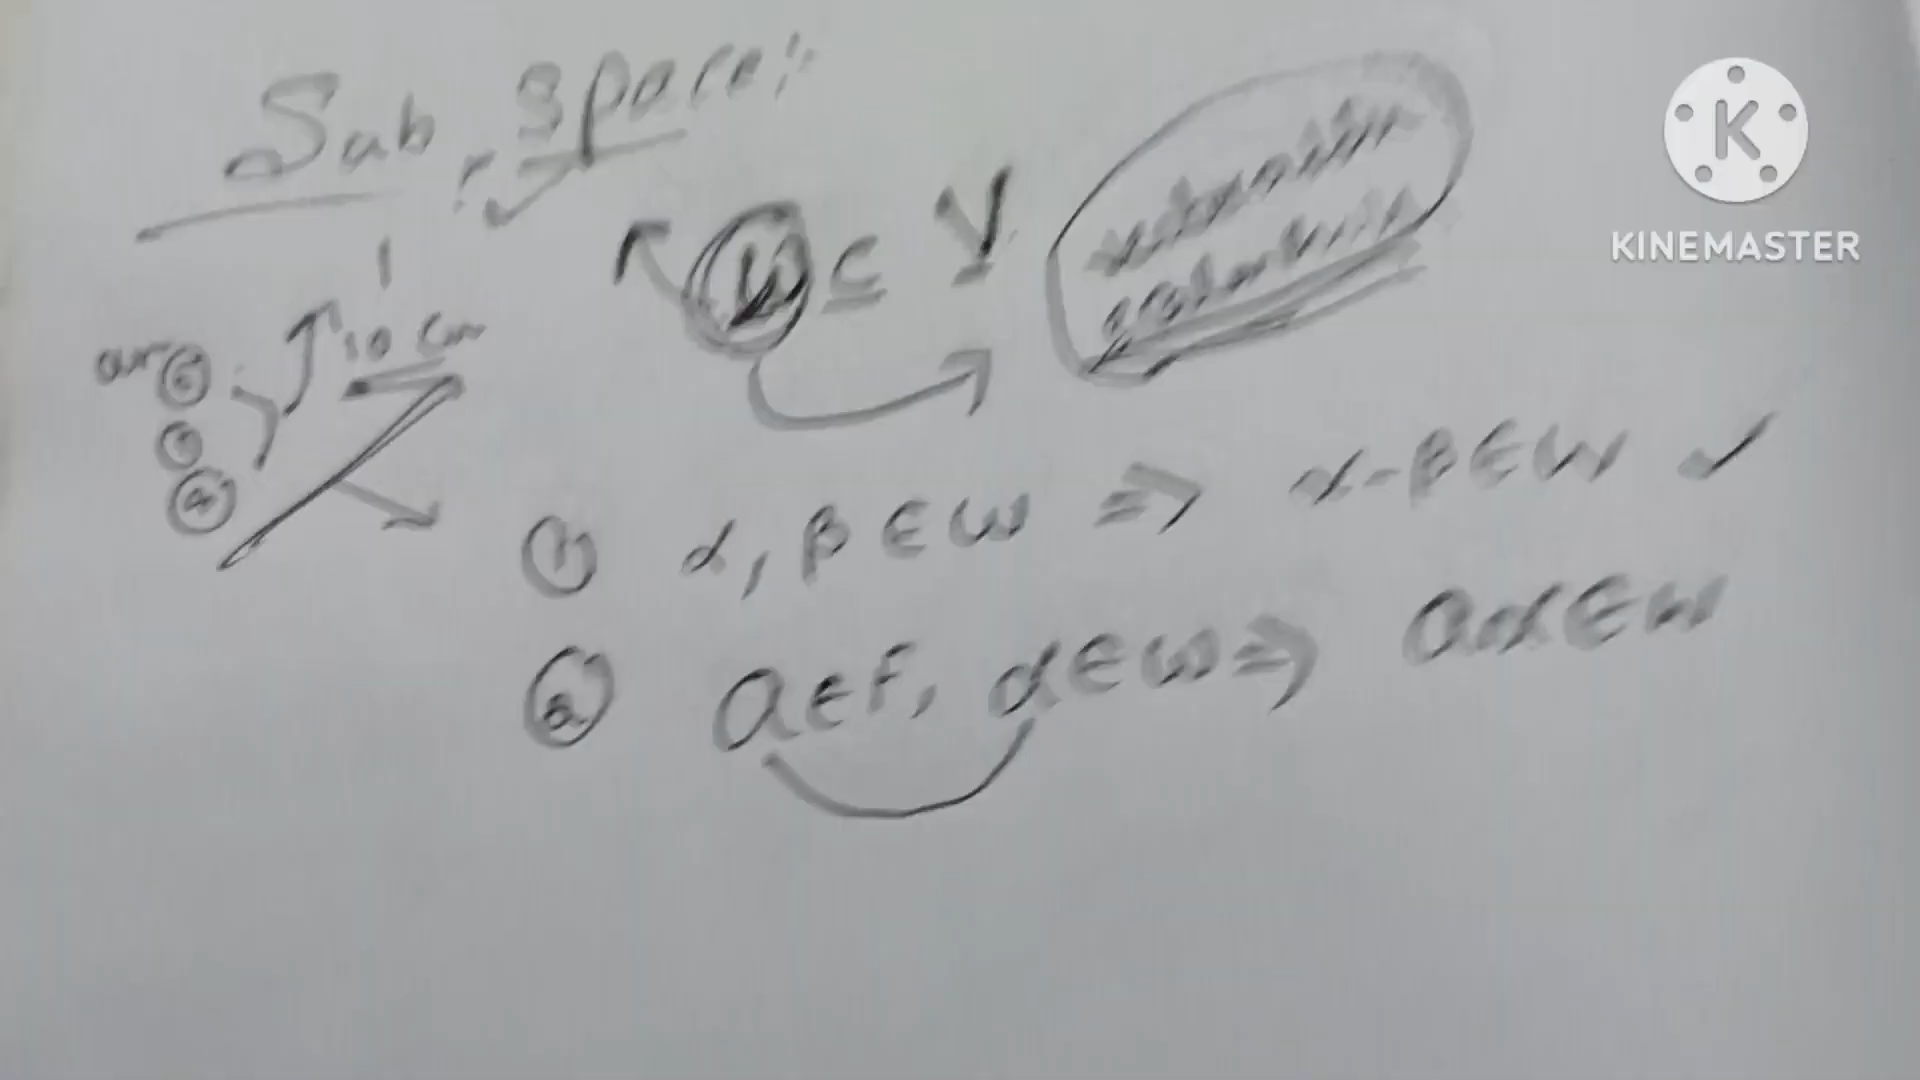 Sub Space:
W ⊆ V
10 cm
① α, β ∈ W ⇒ α-β ∈ W ✓
② a ∈ F, α ∈ W ⇒ aα ∈ W
KINEMASTER